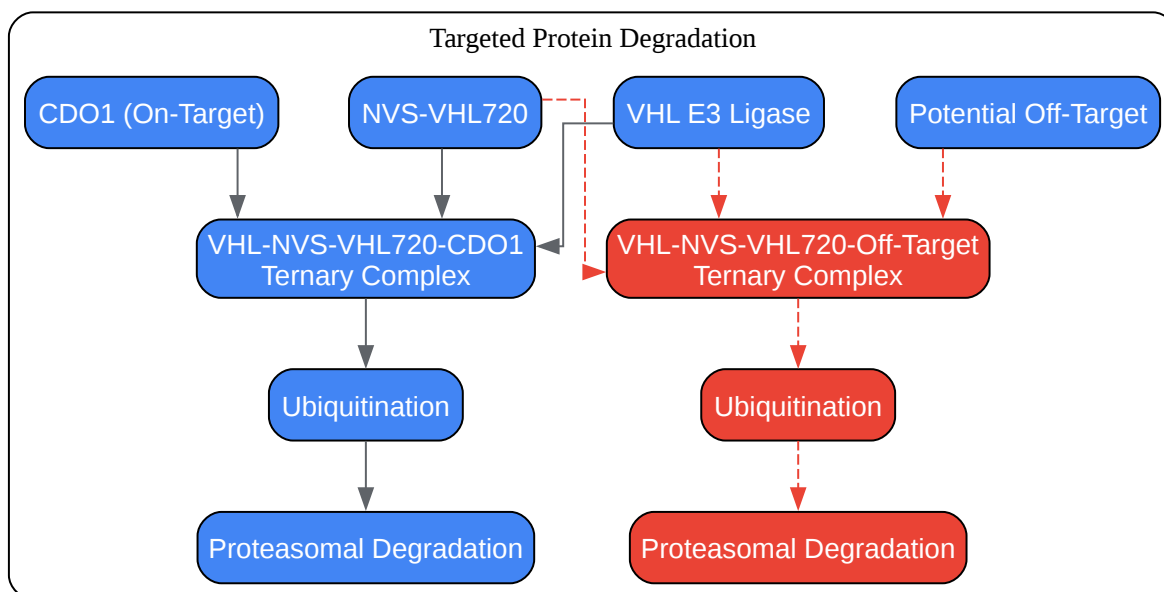 Targeted Protein Degradation
CDO1 (On-Target)
NVS-VHL720
VHL E3 Ligase
Potential Off-Target
VHL-NVS-VHL720-CDO1
Ternary Complex
VHL-NVS-VHL720-Off-Target
Ternary Complex
Ubiquitination
Ubiquitination
Proteasomal Degradation
Proteasomal Degradation